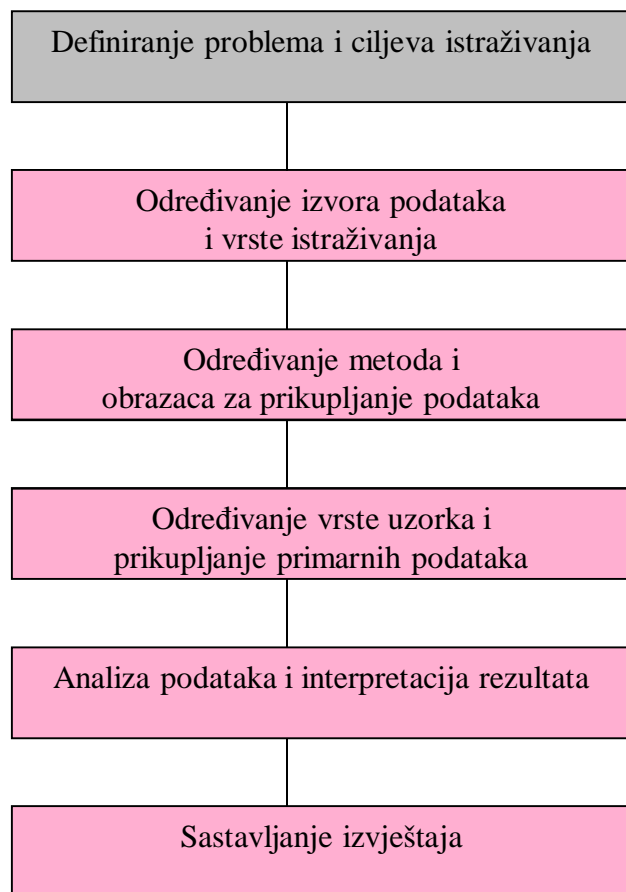 Definiranje problema i ciljeva istraživanja
Određivanje izvora podataka
i vrste istraživanja
Određivanje metoda i
obrazaca za prikupljanje podataka
Određivanje vrste uzorka i
prikupljanje primarnih podataka
Analiza podataka i interpretacija rezultata
Sastavljanje izvještaja